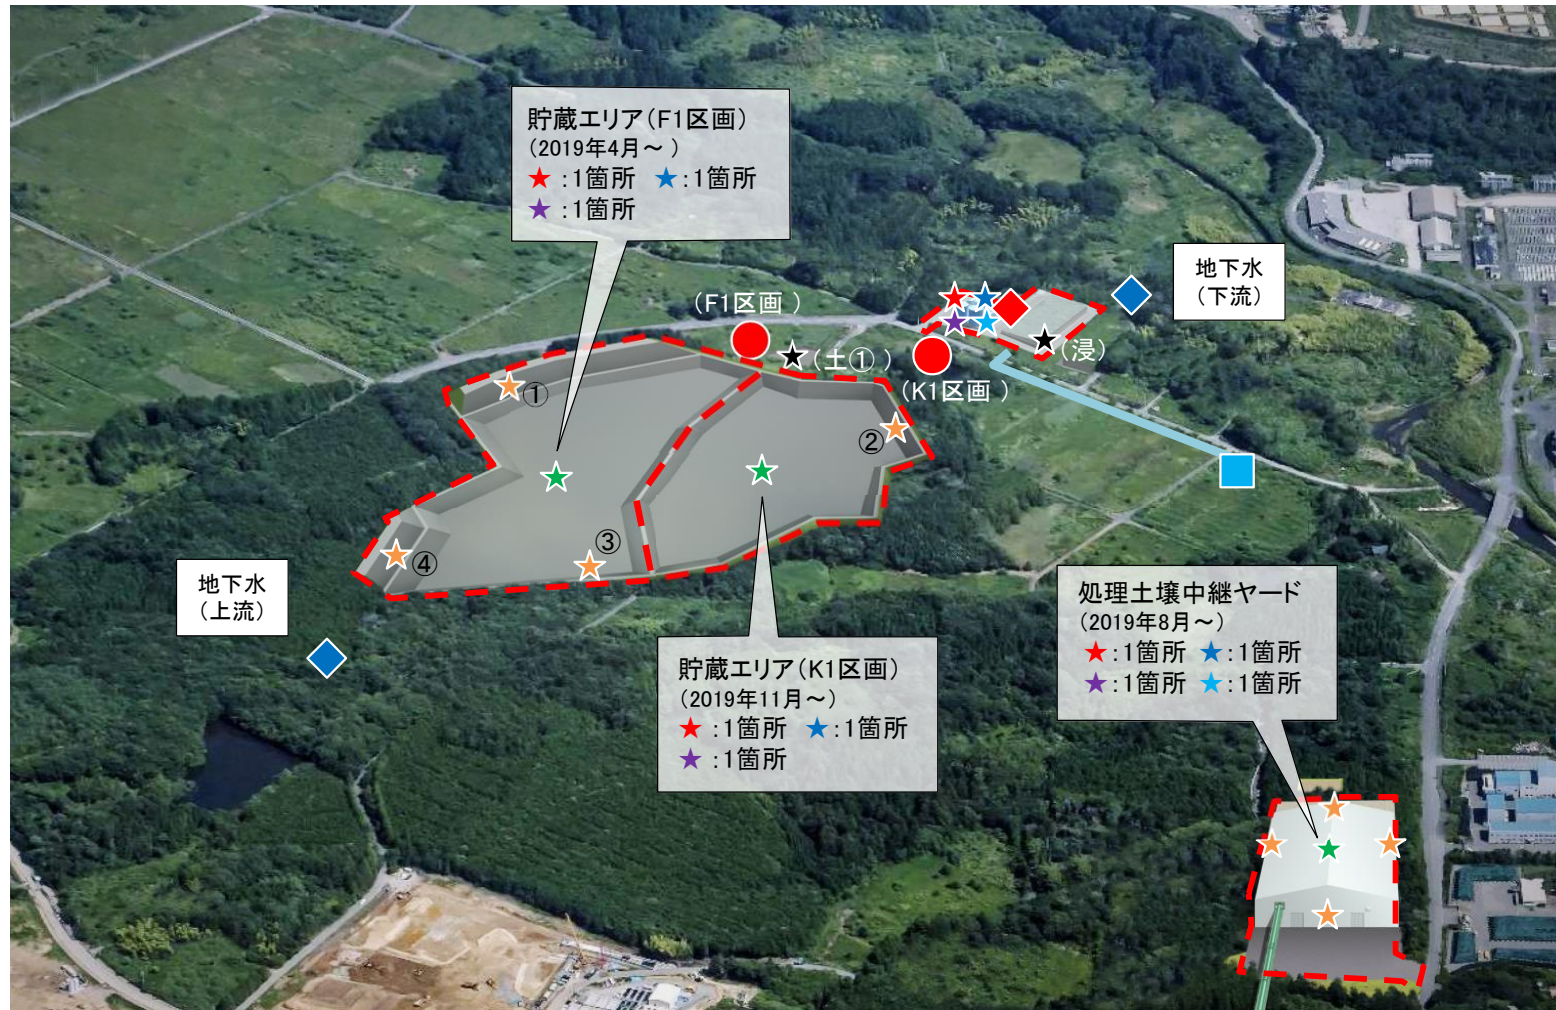 貯蔵エリア(F1区画)
(2019年4月～ )
★ :1箇所 ★:1箇所
★ :1箇所
地下水
(下流)
(F1区画 )
★(土① )
★(浸)
(K1区画 )
①
②
③
④
地下水
(上流)
処理土壌中継ヤード
(2019年8月～)
★:1箇所 ★:1箇所
★:1箇所 ★:1箇所
貯蔵エリア(K1区画)
(2019年11月～)
★ :1箇所 ★:1箇所
★ :1箇所